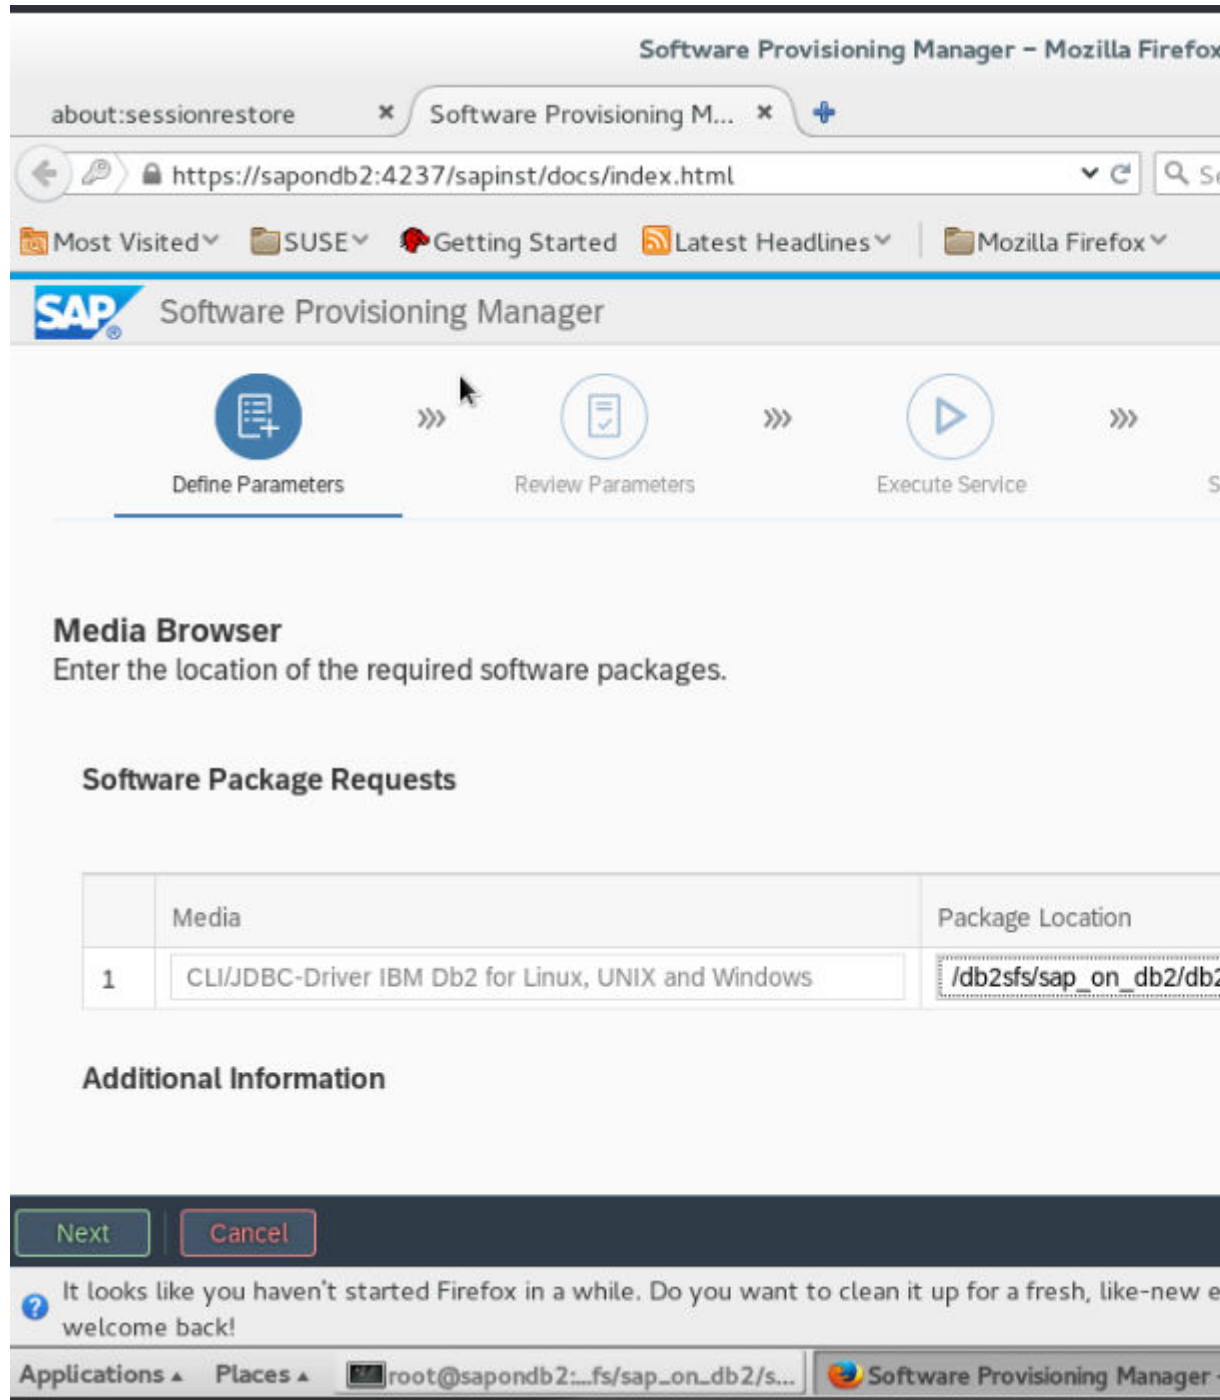 Software Provisioning Manager – Mozilla Firefox
about:sessionrestore Software Provisioning M...
https://sapondb2:4237/sapinst/docs/index.html
Most Visited SUSE Getting Started Latest Headlines Mozilla Firefox
SAP Software Provisioning Manager
Define Parameters Review Parameters Execute Service
Media Browser
Enter the location of the required software packages.
Software Package Requests
Media Package Location
1 CLI/JDBC-Driver IBM Db2 for Linux, UNIX and Windows /db2sfs/sap_on_db2/db2
Additional Information
Next Cancel
It looks like you haven't started Firefox in a while. Do you want to clean it up for a fresh, like-new
welcome back!
Applications Places root@sapondb2:...fs/sap_on_db2/s... Software Provisioning Manager